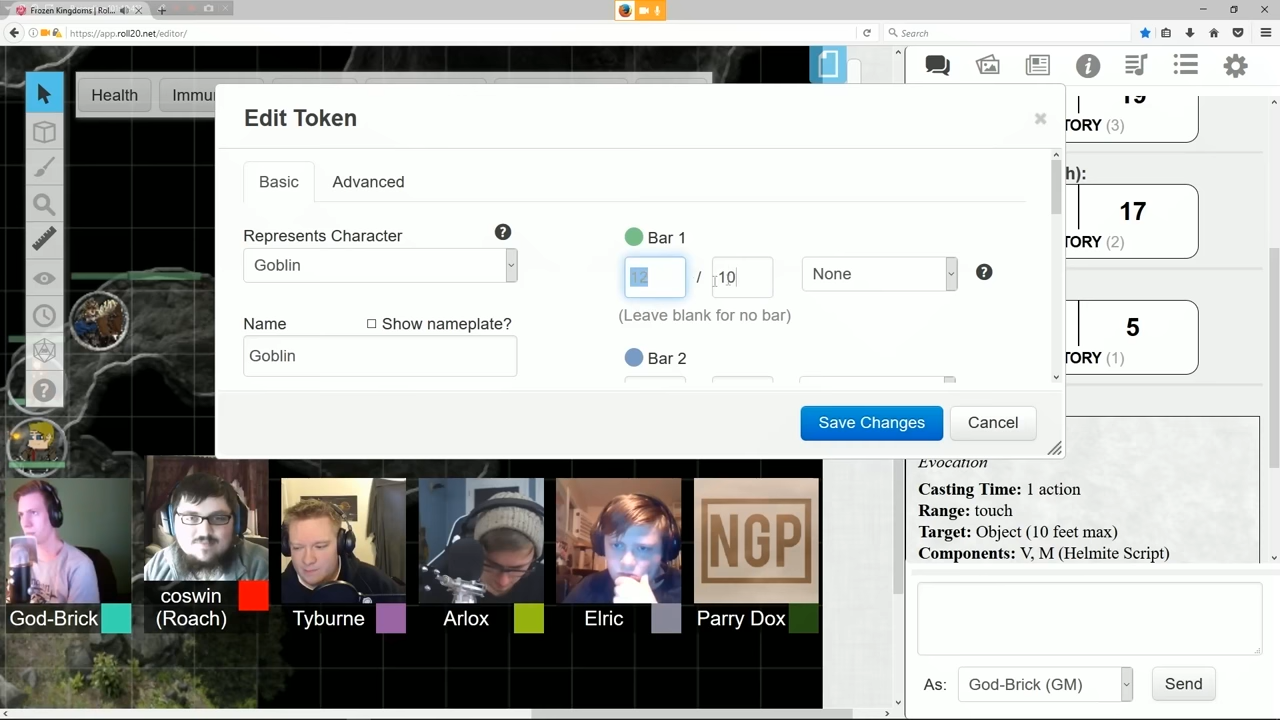 Frozen Kingdoms | Rol...
https://app.roll20.net/editor/
Search
Health
Immu
Edit Token
Basic
Advanced
Represents Character
Goblin
Name
Show nameplate?
Goblin
Bar 1
12 / 10
None
(Leave blank for no bar)
Bar 2
Save Changes
Cancel
19
TORY (3)
h):
17
TORY (2)
5
TORY (1)
Evocation
Casting Time: 1 action
Range: touch
Target: Object (10 feet max)
Components: V, M (Helmite Script)
God-Brick
coswin
(Roach)
Tyburne
Arlox
Elric
NGP
Parry Dox
As:
God-Brick (GM)
Send